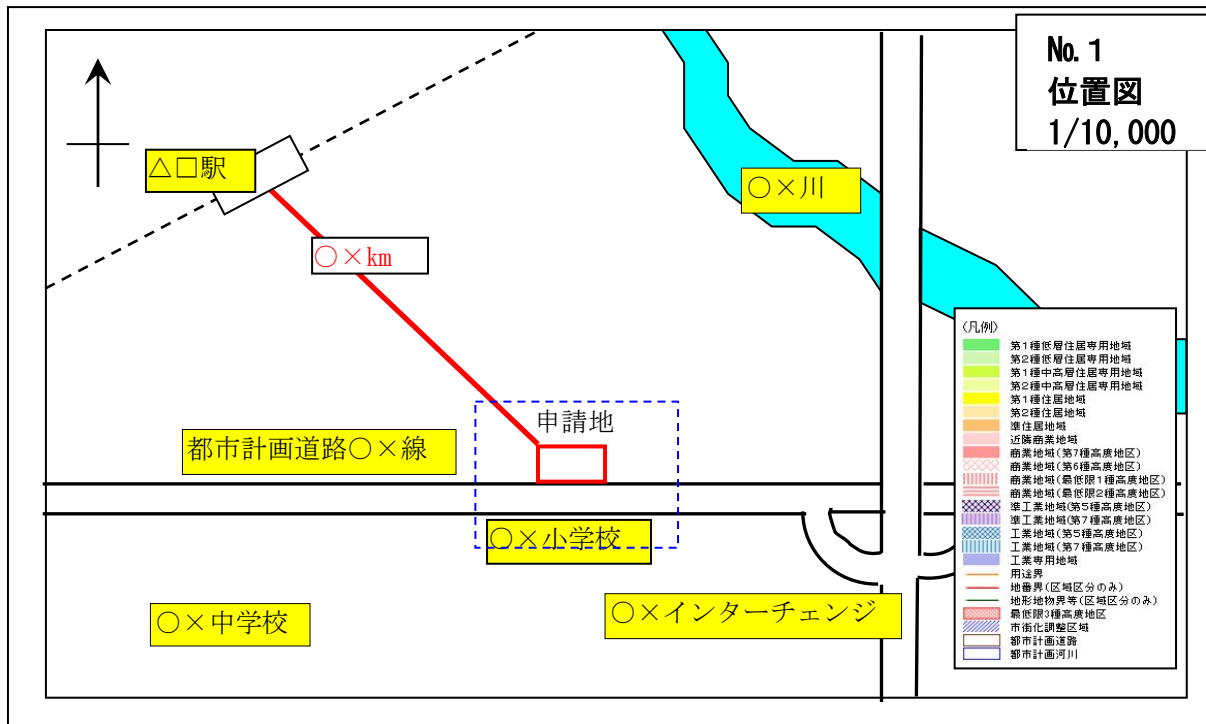 No. 1
位置図
1/10,000
△□駅
○×川
○×km
申請地
都市計画道路○×線
○×小学校
○×中学校
○×インターチェンジ
〈凡例〉
第1種低層住居専用地域
第2種低層住居専用地域
第1種中高層住居専用地域
第2種中高層住居専用地域
第1種住居地域
第2種住居地域
準住居地域
近隣商業地域
商業地域(第7種高度地区)
商業地域(第6種高度地区)
商業地域(最低限1種高度地区)
商業地域(最低限2種高度地区)
準工業地域(第5種高度地区)
準工業地域(第7種高度地区)
工業地域(第5種高度地区)
工業地域(第7種高度地区)
工業専用地域
用途界
地番界(区域区分のみ)
地形地物界等(区域区分のみ)
最低限3種高度地区
市街化調整区域
都市計画道路
都市計画河川